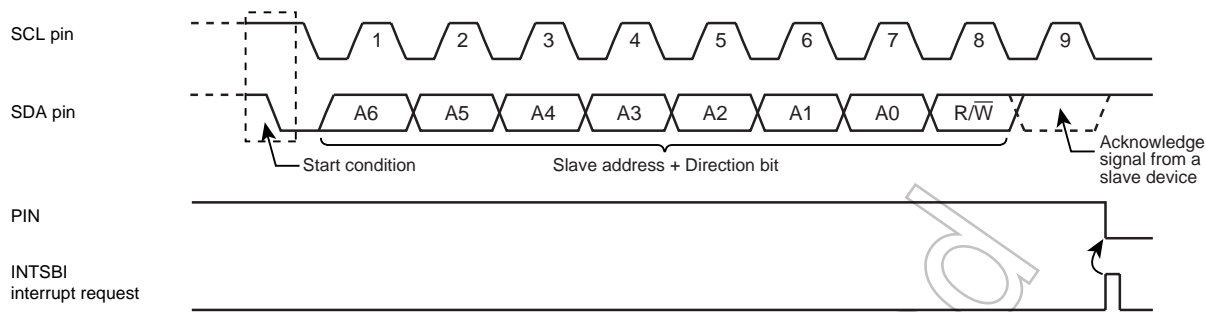 SCL pin
1 2 3 4 5 6 7 8 9
SDA pin
A6 A5 A4 A3 A2 A1 A0 R/W̅
Start condition
Slave address + Direction bit
Acknowledge
signal from a
slave device
PIN
INTSBI
interrupt request
d